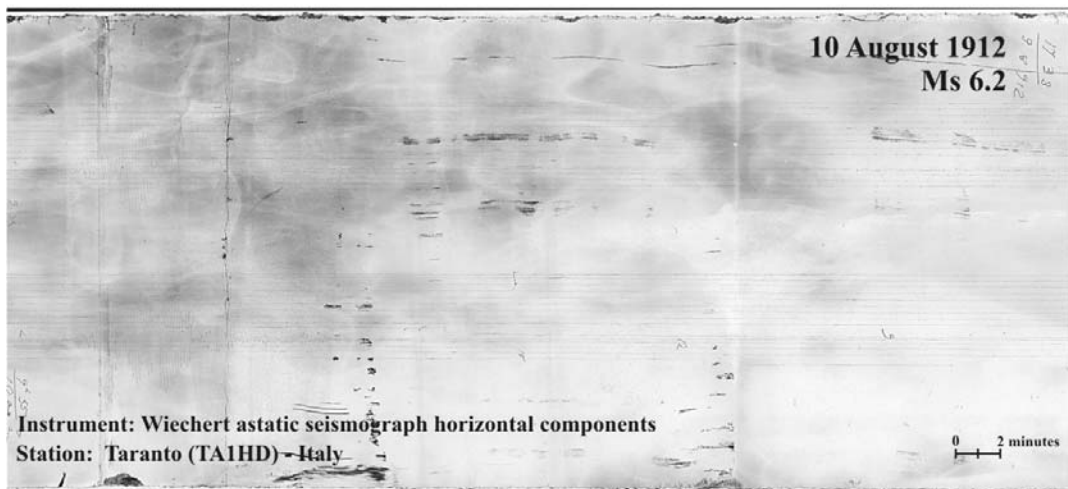 10 August 1912
Ms 6.2
Instrument: Wiechert astatic seismograph horizontal components
Station: Taranto (TA1HD) - Italy
0 2 minutes